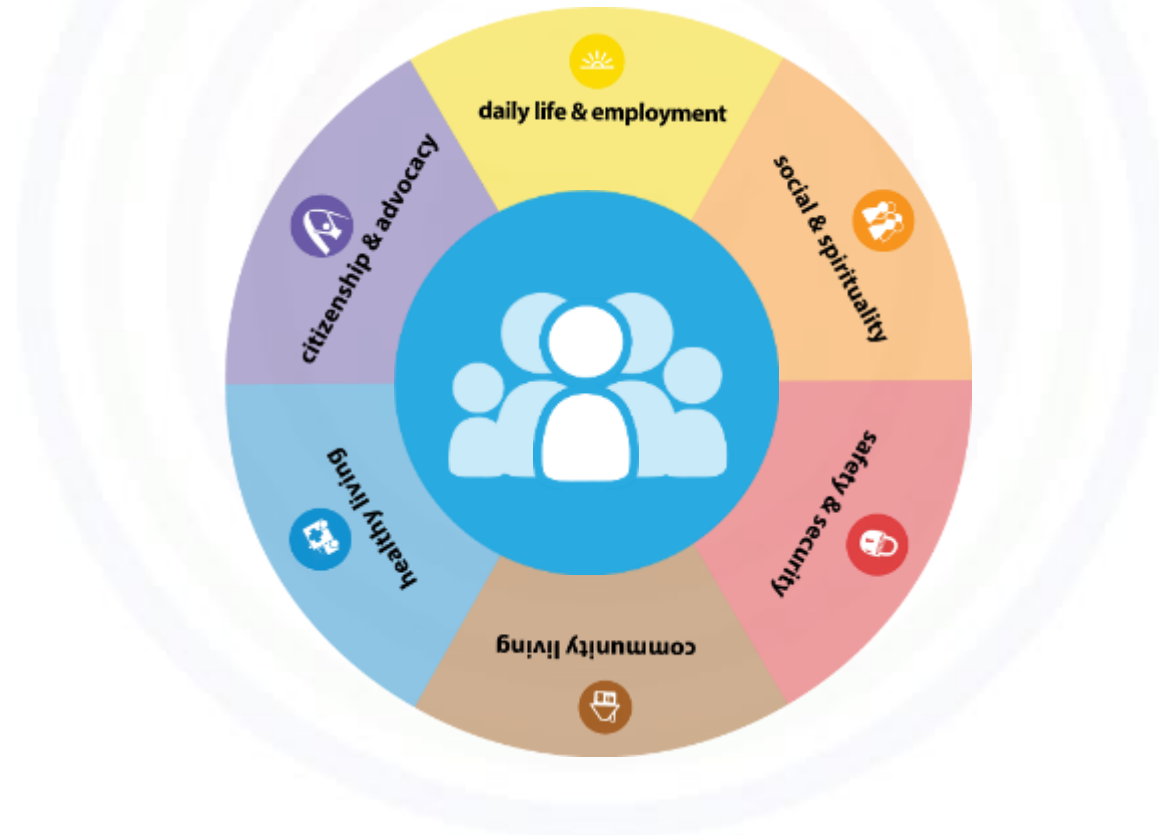 daily life & employment
social & spirituality
safety & security
community living
healthy living
citizenship & advocacy